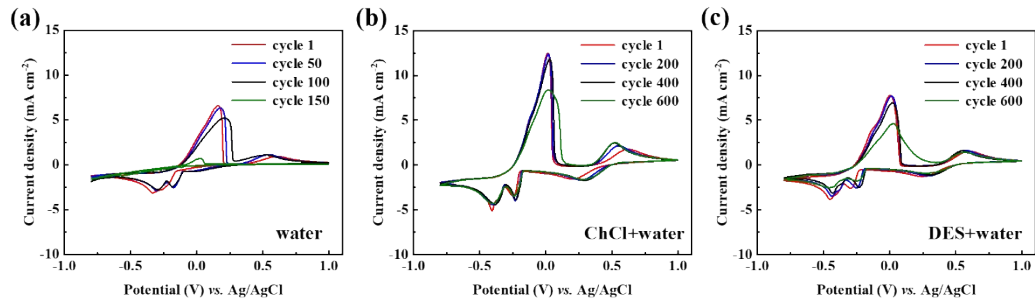 (a)
15
10
5
0
-5
-10
Current density (mA cm⁻²)
cycle 1
cycle 50
cycle 100
cycle 150
water
-1.0 -0.5 0.0 0.5 1.0
Potential (V) vs. Ag/AgCl
(b)
15
10
5
0
-5
-10
Current density (mA cm⁻²)
cycle 1
cycle 200
cycle 400
cycle 600
ChCl+water
-1.0 -0.5 0.0 0.5 1.0
Potential (V) vs. Ag/AgCl
(c)
15
10
5
0
-5
-10
Current density (mA cm⁻²)
cycle 1
cycle 200
cycle 400
cycle 600
DES+water
-1.0 -0.5 0.0 0.5 1.0
Potential (V) vs. Ag/AgCl